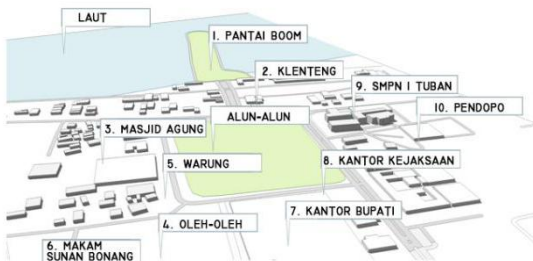 LAUT
1. PANTAI BOOM
2. KLENTENG
9. SMPN 1 TUBAN
10. PENDOPO
3. MASJID AGUNG
ALUN-ALUN
5. WARUNG
8. KANTOR KEJAKSAAN
4. OLEH-OLEH
7. KANTOR BUPATI
6. MAKAM
SUNAN BONANG